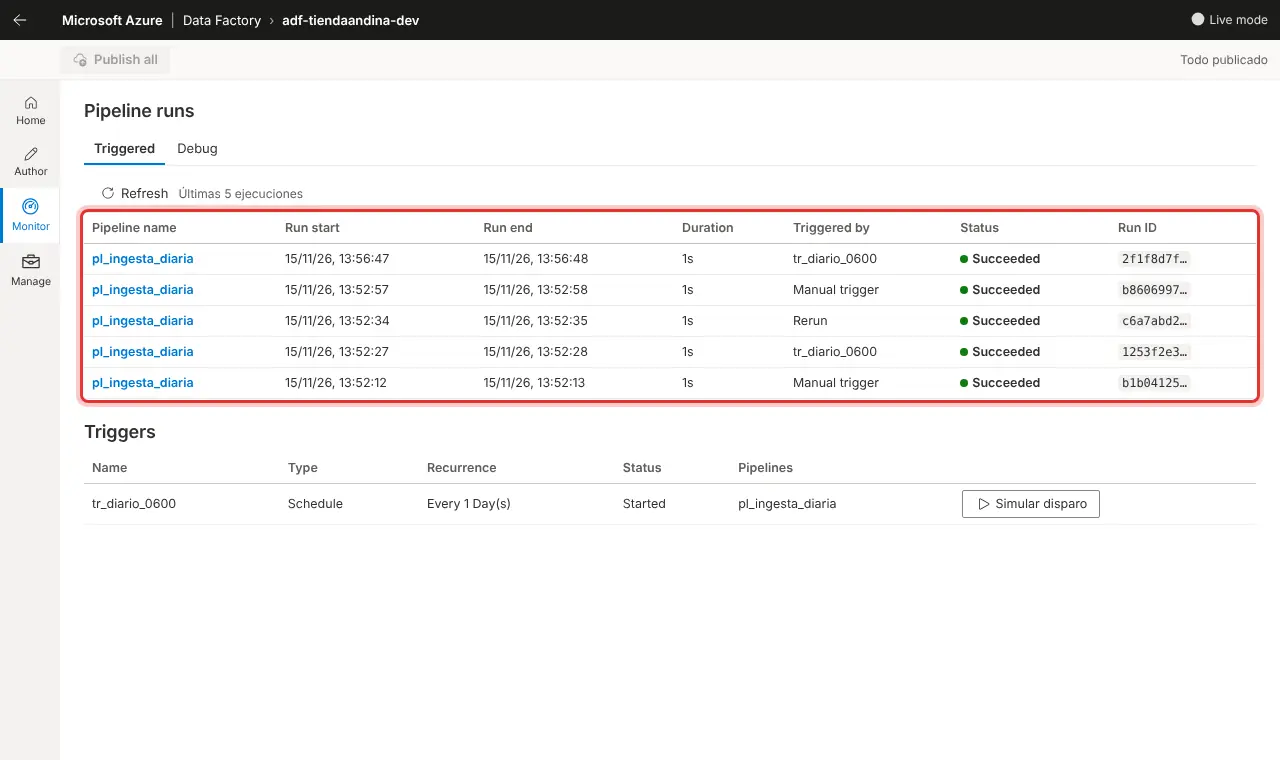 Microsoft Azure | Data Factory › adf-tiendaandina-dev
Live mode
Publish all
Todo publicado
Home
Author
Monitor
Manage
Pipeline runs
Triggered Debug
Refresh Últimas 5 ejecuciones
Pipeline name Run start Run end Duration Triggered by Status Run ID
pl_ingesta_diaria 15/11/26, 13:56:47 15/11/26, 13:56:48 1s tr_diario_0600 Succeeded 2f1f8d7f…
pl_ingesta_diaria 15/11/26, 13:52:57 15/11/26, 13:52:58 1s Manual trigger Succeeded b8606997…
pl_ingesta_diaria 15/11/26, 13:52:34 15/11/26, 13:52:35 1s Rerun Succeeded c6a7abd2…
pl_ingesta_diaria 15/11/26, 13:52:27 15/11/26, 13:52:28 1s tr_diario_0600 Succeeded 1253f2e3…
pl_ingesta_diaria 15/11/26, 13:52:12 15/11/26, 13:52:13 1s Manual trigger Succeeded b1b04125…
Triggers
Name Type Recurrence Status Pipelines
tr_diario_0600 Schedule Every 1 Day(s) Started pl_ingesta_diaria Simular disparo